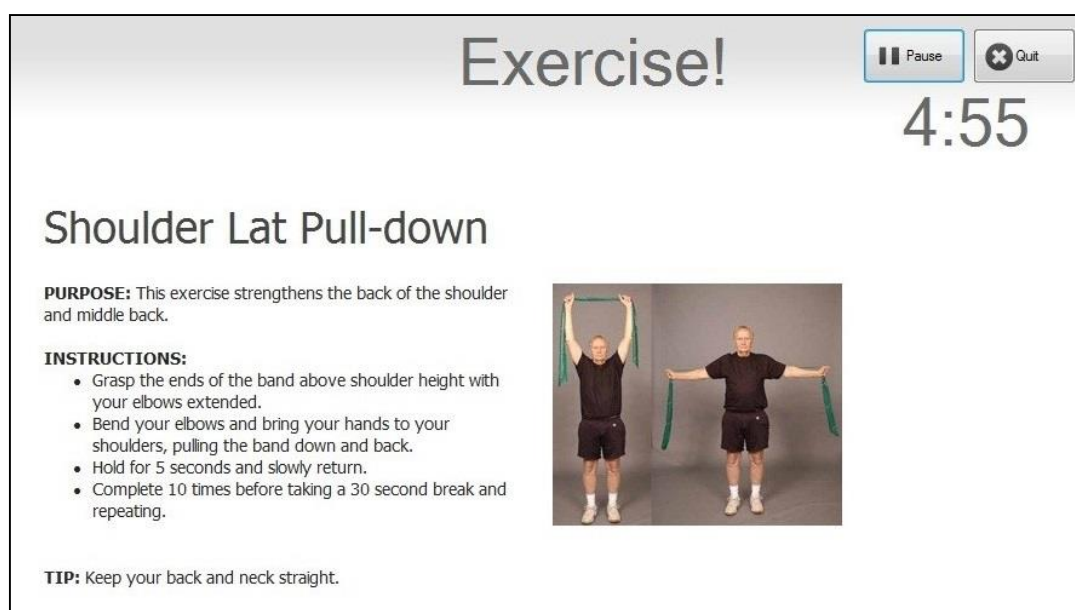 Exercise!
Pause
Quit
4:55
Shoulder Lat Pull-down
PURPOSE: This exercise strengthens the back of the shoulder
and middle back.
INSTRUCTIONS:
• Grasp the ends of the band above shoulder height with
your elbows extended.
• Bend your elbows and bring your hands to your
shoulders, pulling the band down and back.
• Hold for 5 seconds and slowly return.
• Complete 10 times before taking a 30 second break and
repeating.
TIP: Keep your back and neck straight.